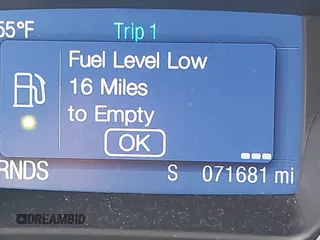 55°F Trip 1
Fuel Level Low
16 Miles
to Empty
OK
RNDS S 071681 mi
DREAMBID